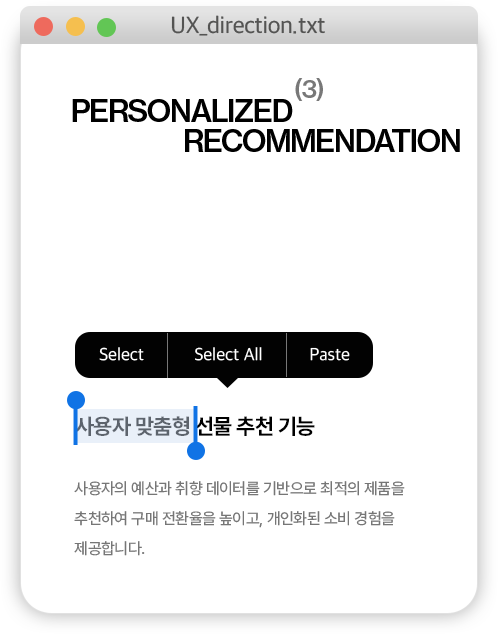 UX_direction.txt
(3)
PERSONALIZED
RECOMMENDATION
Select Select All Paste
사용자 맞춤형 선물 추천 기능
사용자의 예산과 취향 데이터를 기반으로 최적의 제품을
추천하여 구매 전환율을 높이고, 개인화된 소비 경험을
제공합니다.